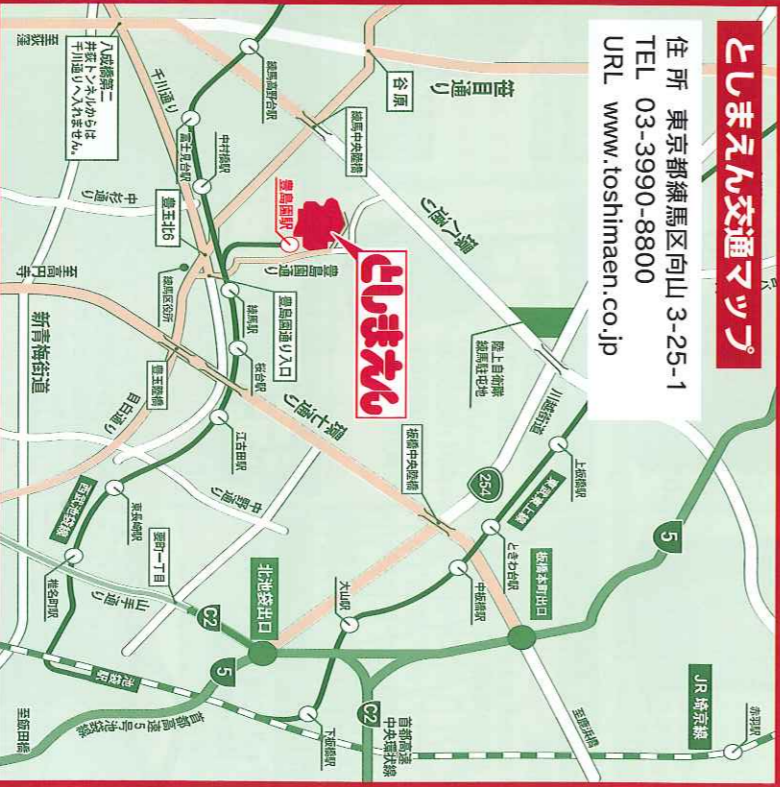 としまえん交通マップ
住所 東京都練馬区向山 3-25-1
TEL 03-3990-8800
URL www.toshimaen.co.jp
至荻窪
八成橋第二
井荻トンネルからは
千川通りへ入れません。
練馬高野台駅
谷原
笹目通り
練馬中央陸橋
千川通り
富士見台駅
中村橋駅
中杉通り
豊玉北6
練馬区役所
豊島園駅
としまえん
豊島園通り
豊島園通り入口
環八通り
陸上自衛隊
練馬駐屯地
川越街道
上板橋駅
東武東上線
254
ときわ台駅
板橋中央陸橋
中板橋駅
板橋本町出口
5
至高円寺
新青梅街道
豊玉陸橋
目白通り
練馬駅
桜台駅
江古田駅
環七通り
中野通り
西武池袋線
東長崎駅
椎名町駅
要町一丁目
山手通り
C2
北池袋出口
大山駅
5
池袋駅
首都高速5号池袋線
至飯田橋
下板橋駅
C2
首都高速
中央環状線
至鹿浜橋
JR 埼京線
赤羽駅